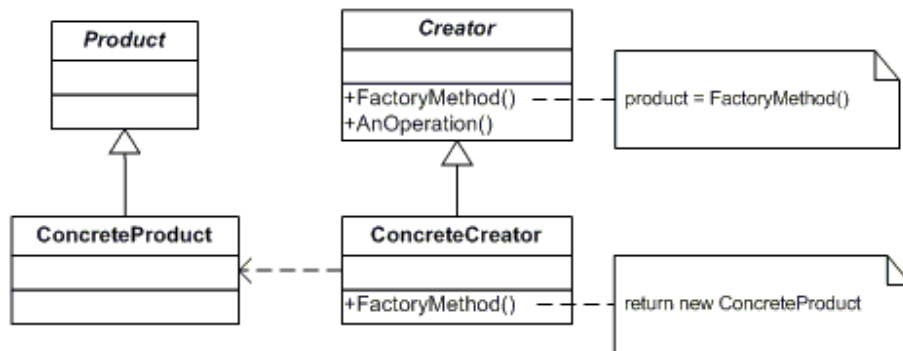 Product
Creator
+FactoryMethod()
+AnOperation()
product = FactoryMethod()
ConcreteProduct
ConcreteCreator
+FactoryMethod()
return new ConcreteProduct